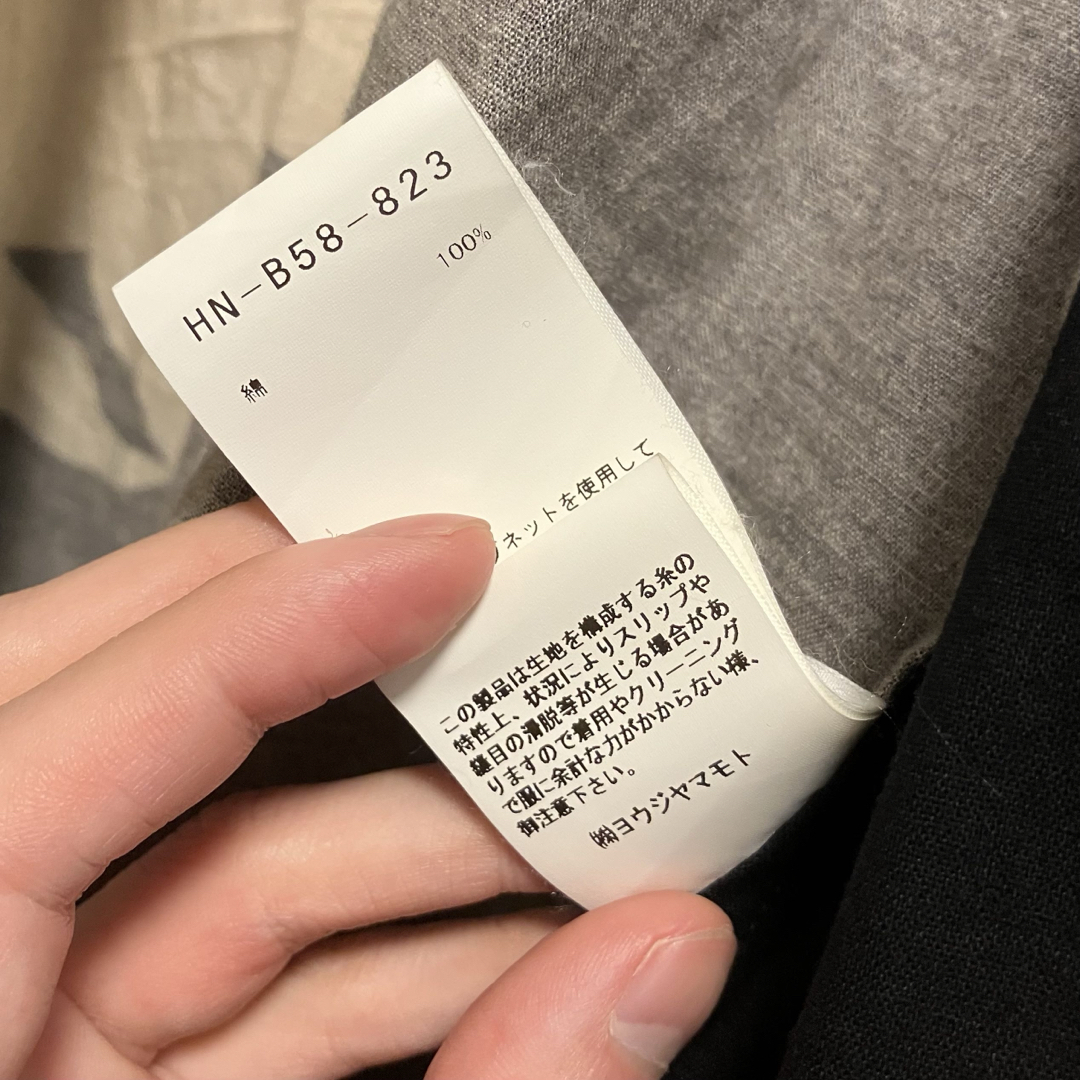 HN-B58-823
100%
綿
ネットを使用して
この製品は生地を構成する糸の
特性上、状況によりスリップや
縫目の滑脱等が生じる場合があ
りますので着用やクリーニング
で服に余計な力がかからない様、
御注意下さい。
㈱ヨウジヤマモト